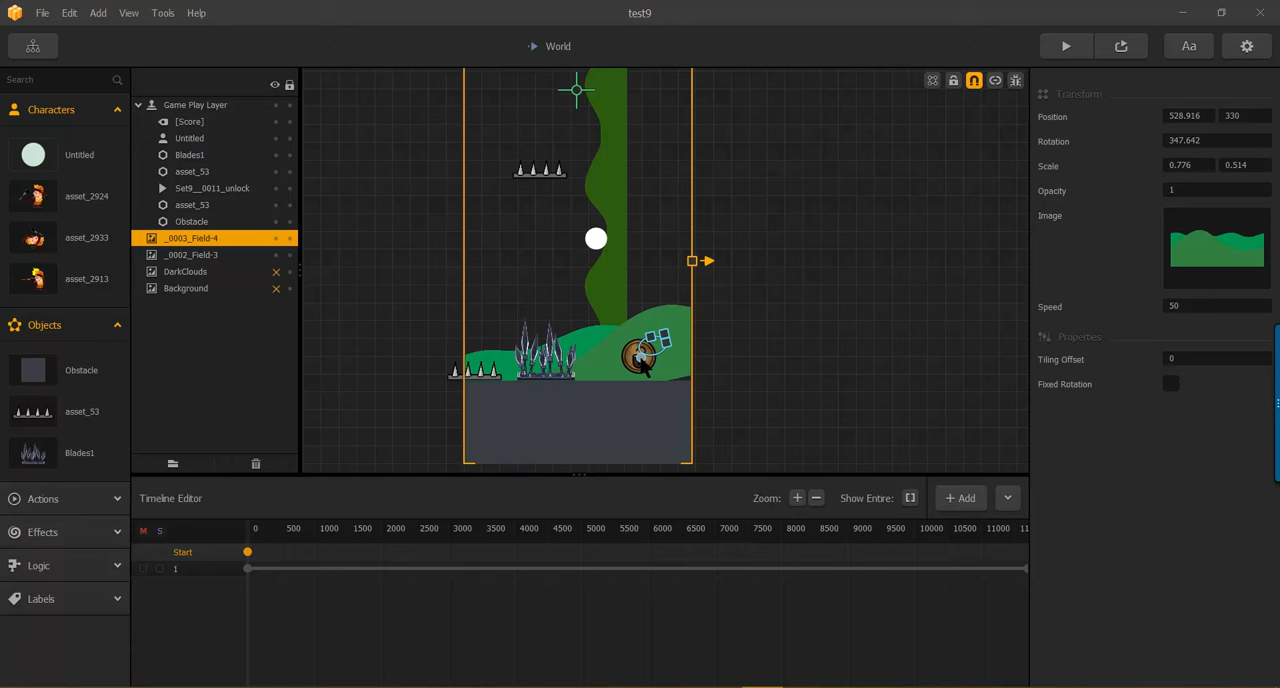 File Edit Add View Tools Help
test9
World
Aa
Search
Characters
Untitled
asset_2924
asset_2933
asset_2913
Objects
Obstacle
asset_53
Blades1
Actions
Effects
Logic
Labels
Game Play Layer
[Score]
Untitled
Blades1
asset_53
Set9__0011_unlock
asset_53
Obstacle
_0003_Field-4
_0002_Field-3
DarkClouds
Background
Transform
Position 528.916 330
Rotation 347.642
Scale 0.776 0.514
Opacity 1
Image
Speed 50
Properties
Tiling Offset 0
Fixed Rotation
Timeline Editor
Zoom: + − Show Entire: [ ] + Add
M S 0 500 1000 1500 2000 2500 3000 3500 4000 4500 5000 5500 6000 6500 7000 7500 8000 8500 9000 9500 10000 10500 11000 11
Start
1